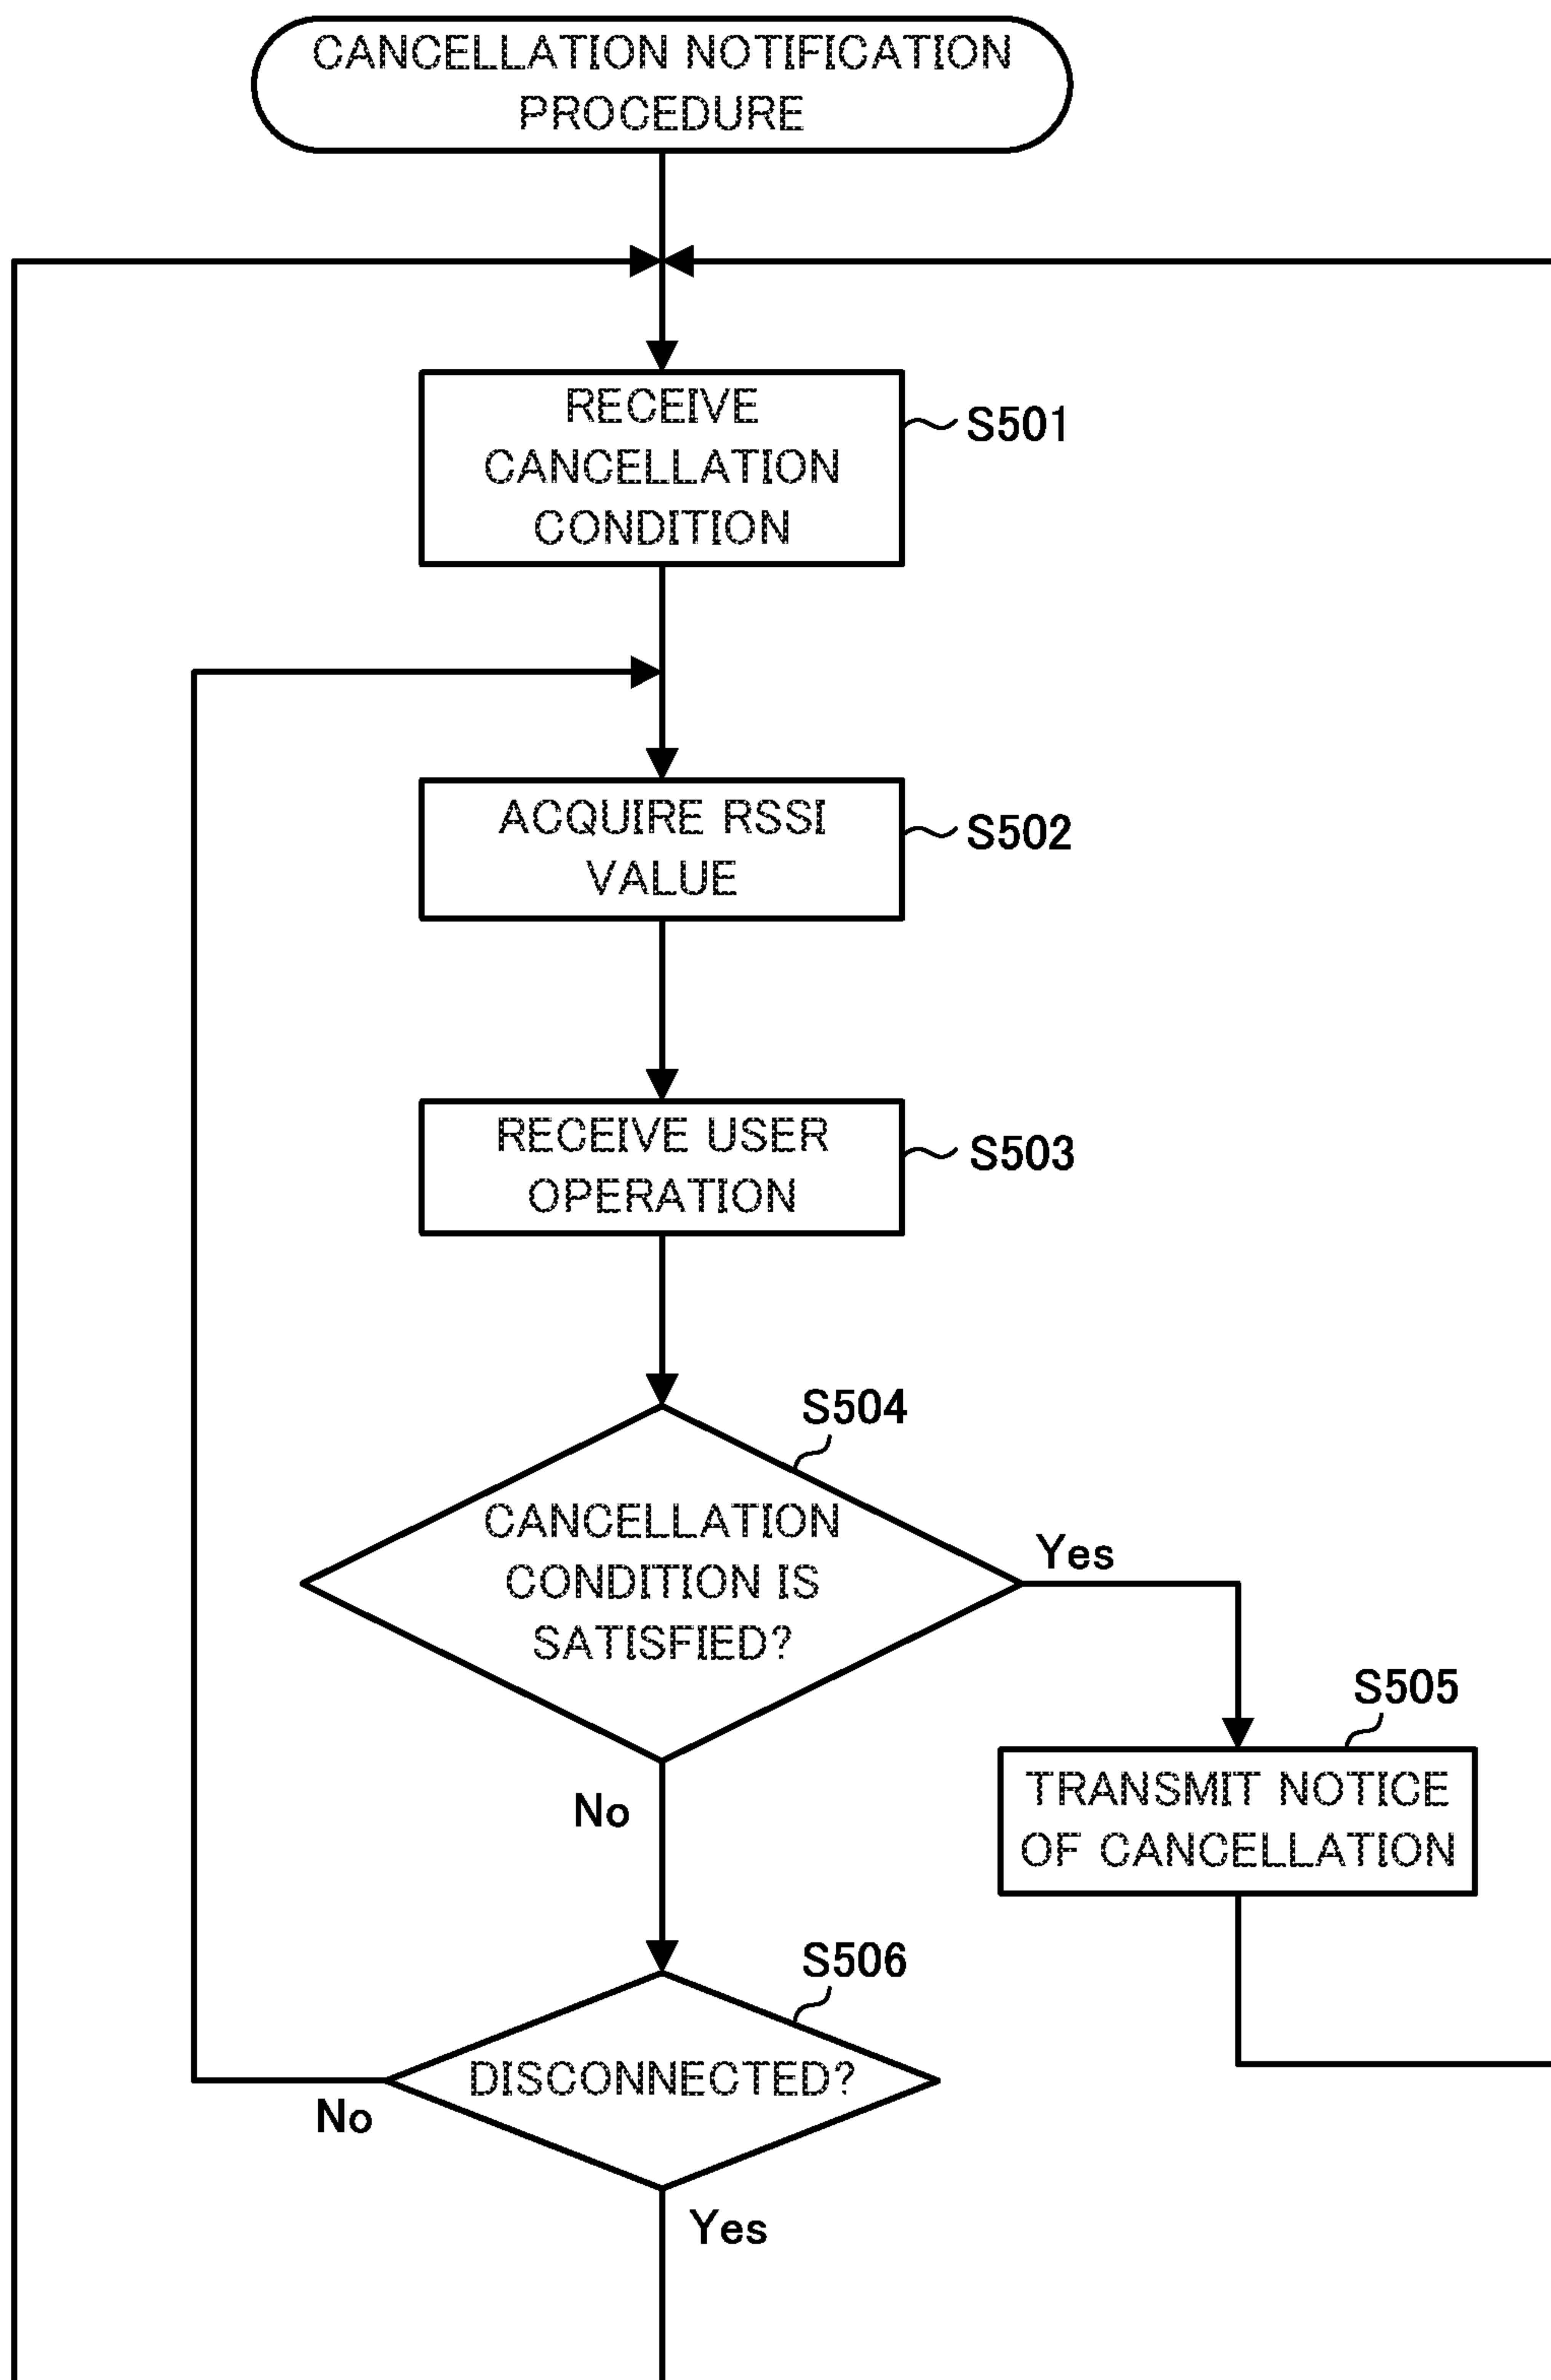 CANCELLATION NOTIFICATION
PROCEDURE
RECEIVE
CANCELLATION
CONDITION
S501
ACQUIRE RSSI
VALUE
S502
RECEIVE USER
OPERATION
S503
S504
CANCELLATION
CONDITION IS
SATISFIED?
Yes
S505
TRANSMIT NOTICE
OF CANCELLATION
No
S506
DISCONNECTED?
No
Yes